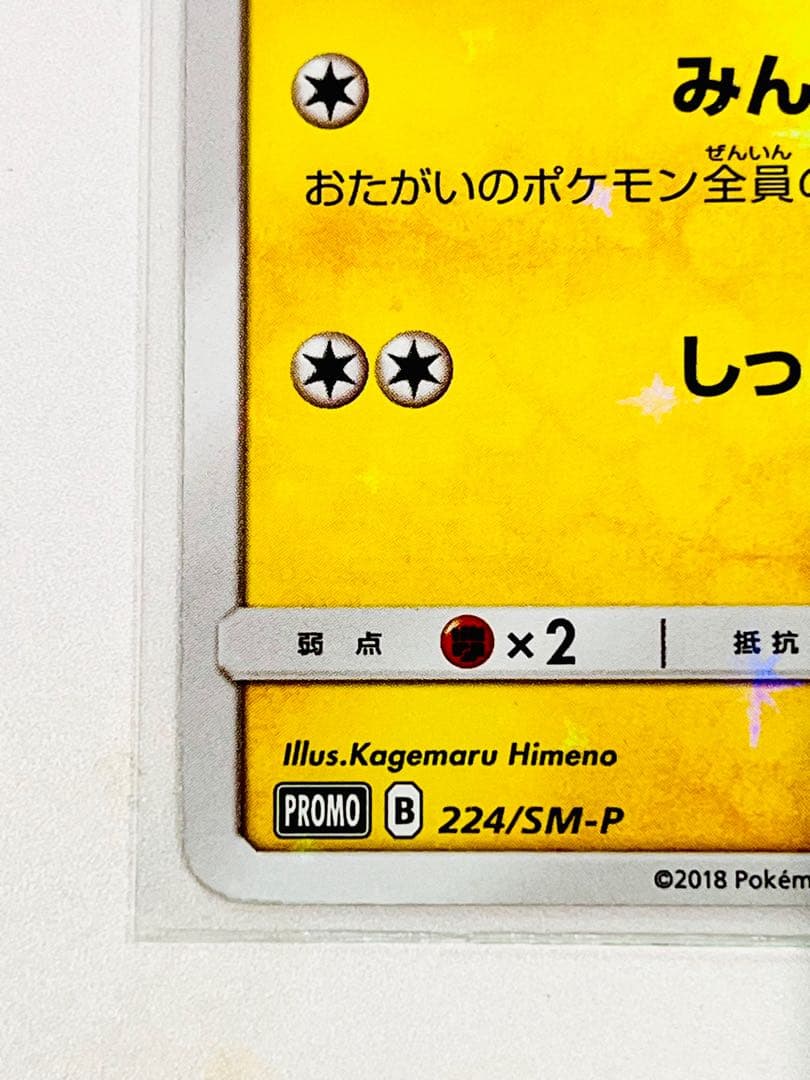 みん
ぜんいん
おたがいのポケモン全員の
しっ
弱点 ×2 抵抗
Illus.Kagemaru Himeno
PROMO B 224/SM-P
©2018 Pokém